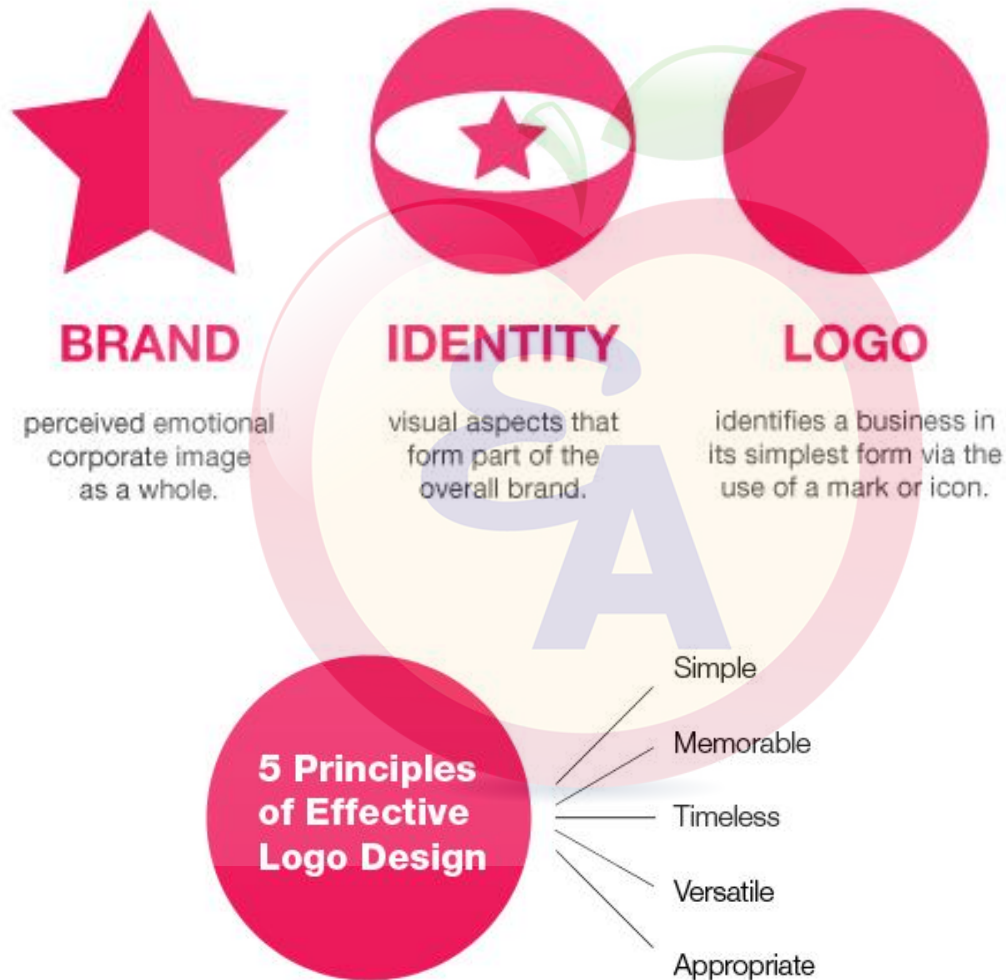 BRAND
perceived emotional
corporate image
as a whole.
IDENTITY
visual aspects that
form part of the
overall brand.
LOGO
identifies a business in
its simplest form via the
use of a mark or icon.
5 Principles
of Effective
Logo Design
Simple
Memorable
Timeless
Versatile
Appropriate